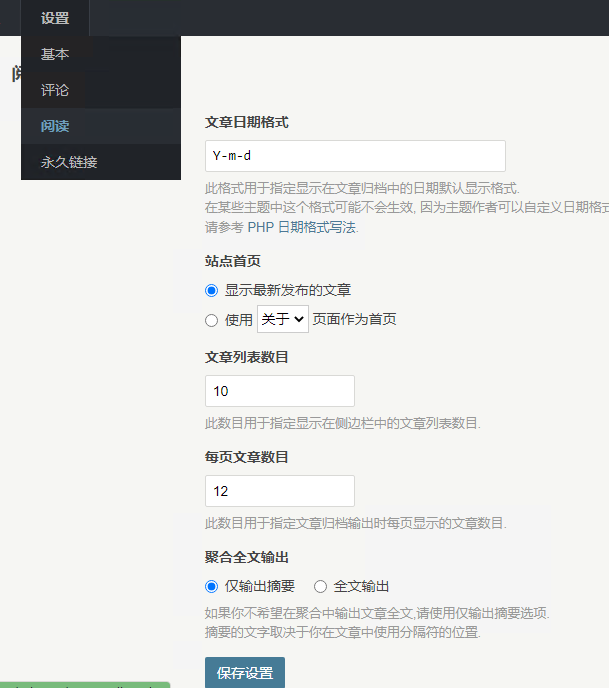 设置
基本
评论
阅读
永久链接
文章日期格式
Y-m-d
此格式用于指定显示在文章归档中的日期默认显示格式.
在某些主题中这个格式可能不会生效, 因为主题作者可以自定义日期格式
请参考 PHP 日期格式写法.
站点首页
显示最新发布的文章
使用 关于 页面作为首页
文章列表数目
10
此数目用于指定显示在侧边栏中的文章列表数目.
每页文章数目
12
此数目用于指定文章归档输出时每页显示的文章数目.
聚合全文输出
仅输出摘要 全文输出
如果你不希望在聚合中输出文章全文,请使用仅输出摘要选项.
摘要的文字取决于你在文章中使用分隔符的位置.
保存设置